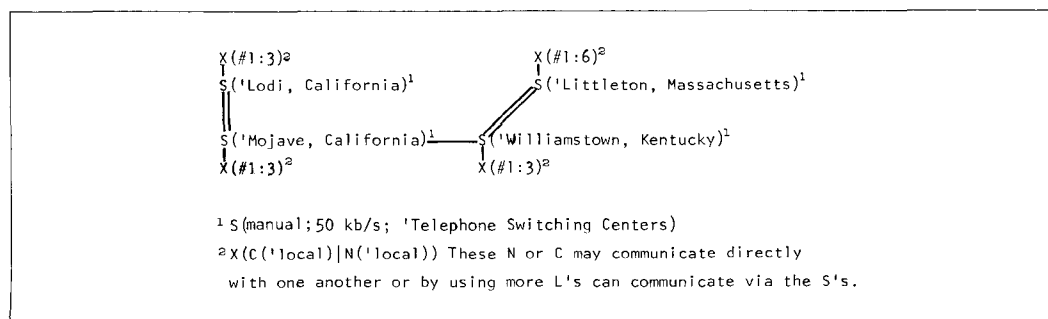 X(#1:3)² X(#1:6)²
S('Lodi, California)¹ S('Littleton, Massachusetts)¹
S('Mojave, California)¹ S('Williamstown, Kentucky)¹
X(#1:3)² X(#1:3)²
¹ S(manual; 50 kb/s; 'Telephone Switching Centers)
² X(C('local)|N('local)) These N or C may communicate directly
with one another or by using more L's can communicate via the S's.